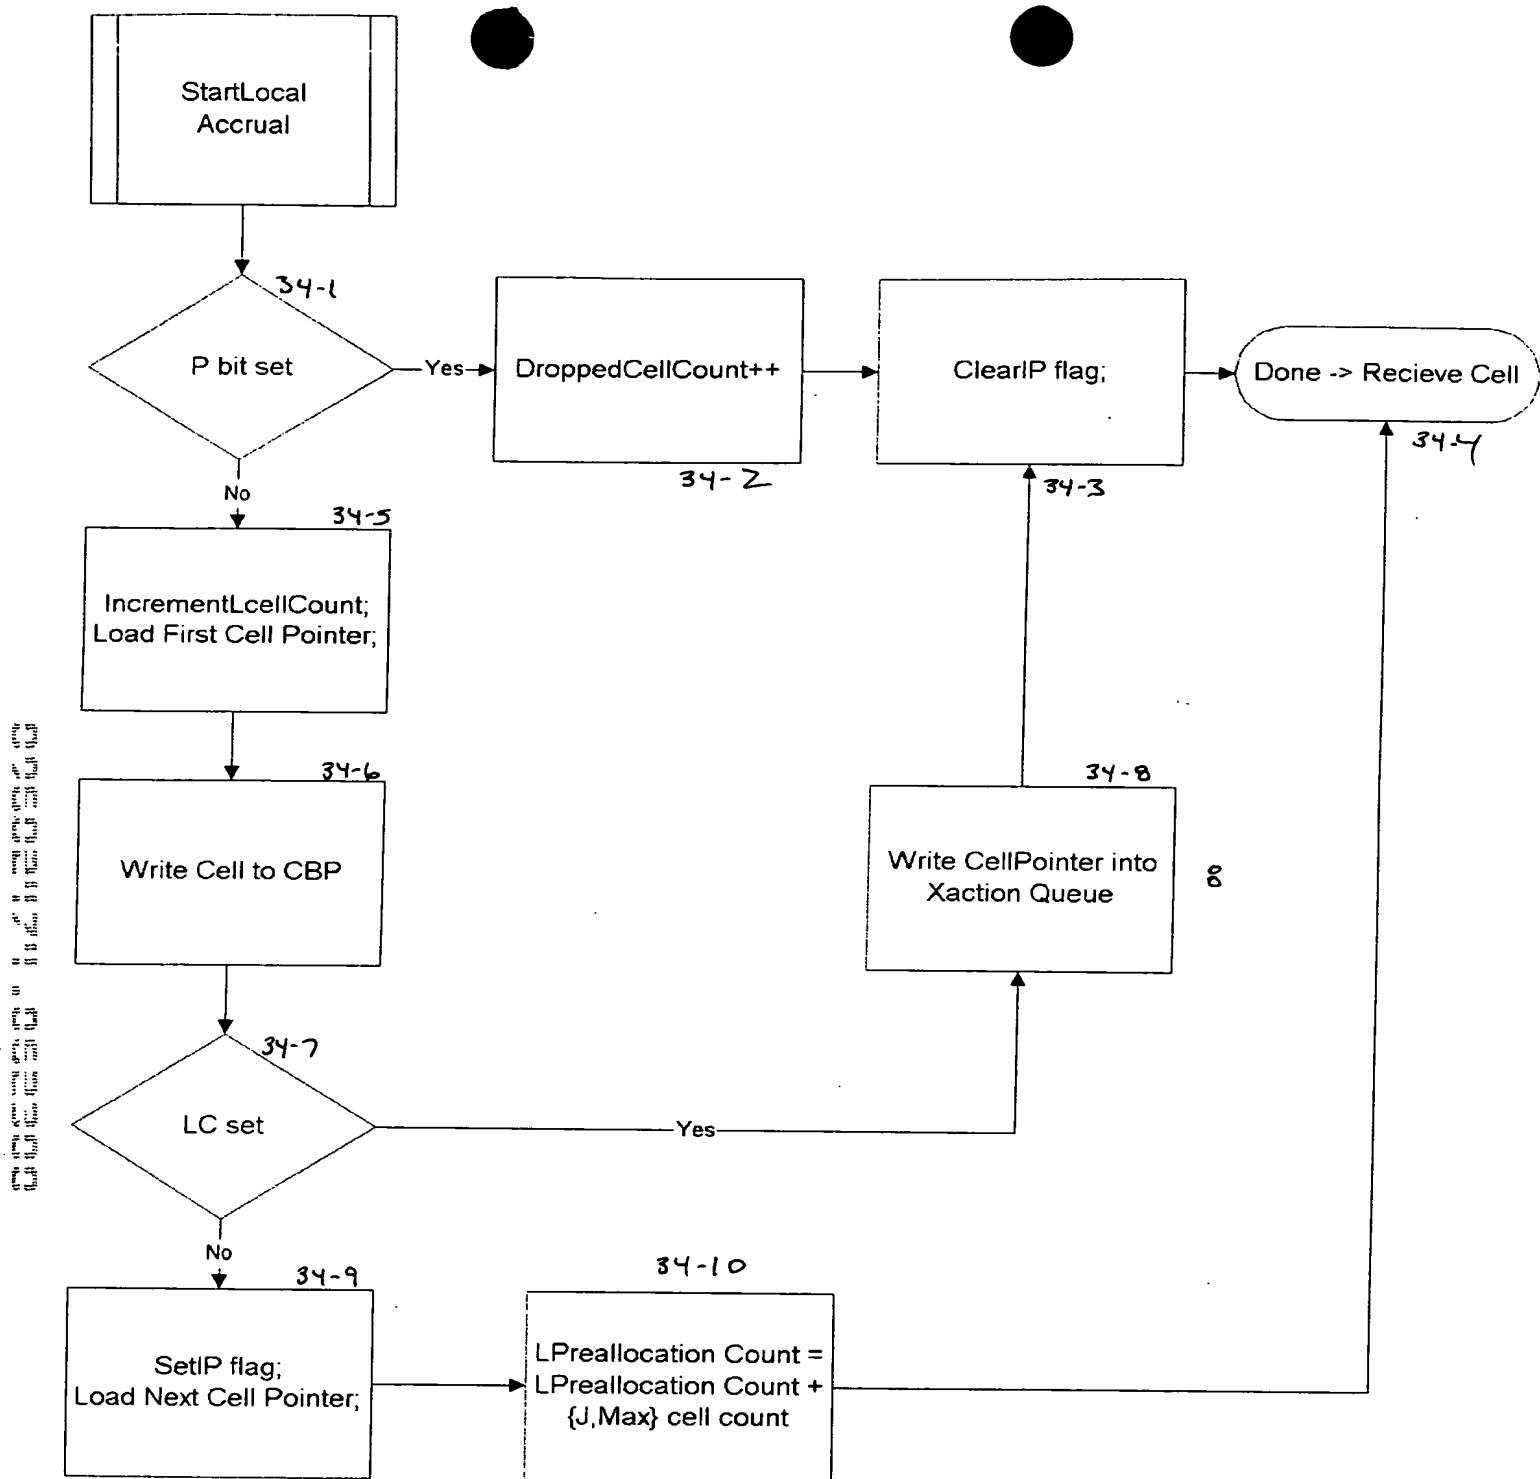 StartLocal
Accrual
34-1
P bit set
Yes
DroppedCellCount++
34-2
ClearIP flag;
34-3
Done -> Recieve Cell
34-4
No
34-5
IncrementLcellCount;
Load First Cell Pointer;
34-6
Write Cell to CBP
34-8
Write CellPointer into
Xaction Queue
8
34-7
LC set
Yes
No
34-9
SetIP flag;
Load Next Cell Pointer;
34-10
LPreallocation Count =
LPreallocation Count +
{J,Max} cell count